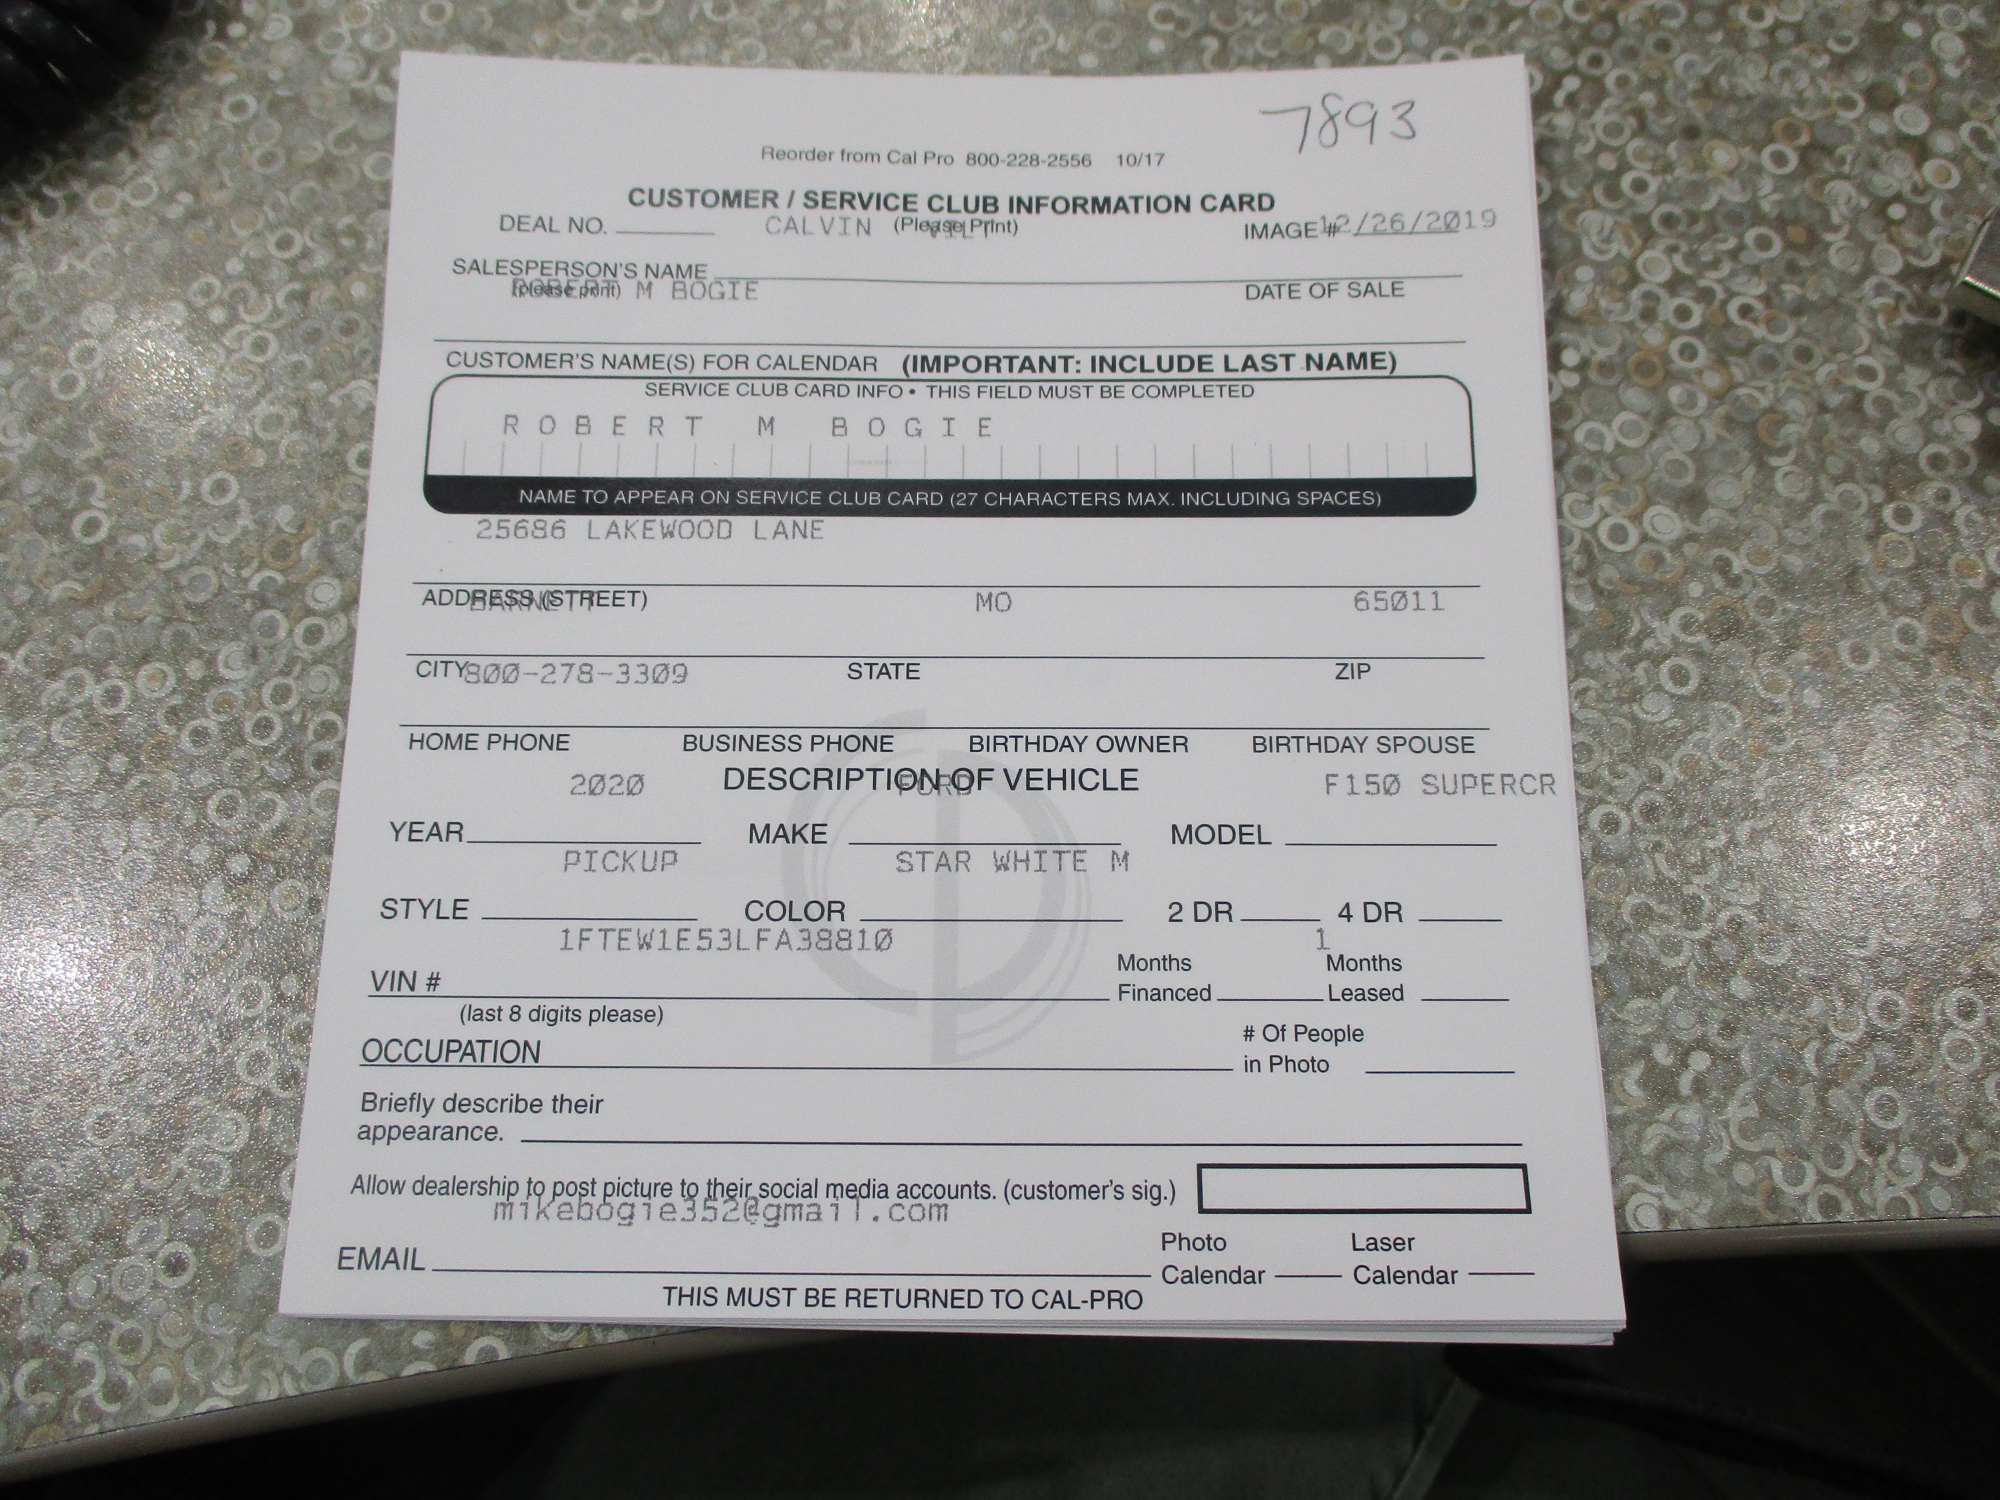 7893
Reorder from Cal Pro 800-228-2556 10/17
CUSTOMER / SERVICE CLUB INFORMATION CARD
DEAL NO. CALVIN (Please Print) IMAGE # 12/26/2019
SALESPERSON'S NAME
(please print) ROBERT M BOGIE DATE OF SALE
CUSTOMER'S NAME(S) FOR CALENDAR (IMPORTANT: INCLUDE LAST NAME)
SERVICE CLUB CARD INFO • THIS FIELD MUST BE COMPLETED
ROBERT M BOGIE
NAME TO APPEAR ON SERVICE CLUB CARD (27 CHARACTERS MAX. INCLUDING SPACES)
25686 LAKEWOOD LANE
ADDRESS (STREET) BARNETT MO 65011
CITY 800-278-3309 STATE ZIP
HOME PHONE BUSINESS PHONE BIRTHDAY OWNER BIRTHDAY SPOUSE
2020 DESCRIPTION OF VEHICLE FORD F150 SUPERCR
YEAR MAKE MODEL
PICKUP STAR WHITE M
STYLE COLOR 2 DR 4 DR
1FTEW1E53LFA38810 1
VIN # Months Financed Months Leased
(last 8 digits please)
OCCUPATION # Of People in Photo
Briefly describe their
appearance.
Allow dealership to post picture to their social media accounts. (customer's sig.)
mikebogie352@gmail.com
EMAIL Photo Calendar Laser Calendar
THIS MUST BE RETURNED TO CAL-PRO